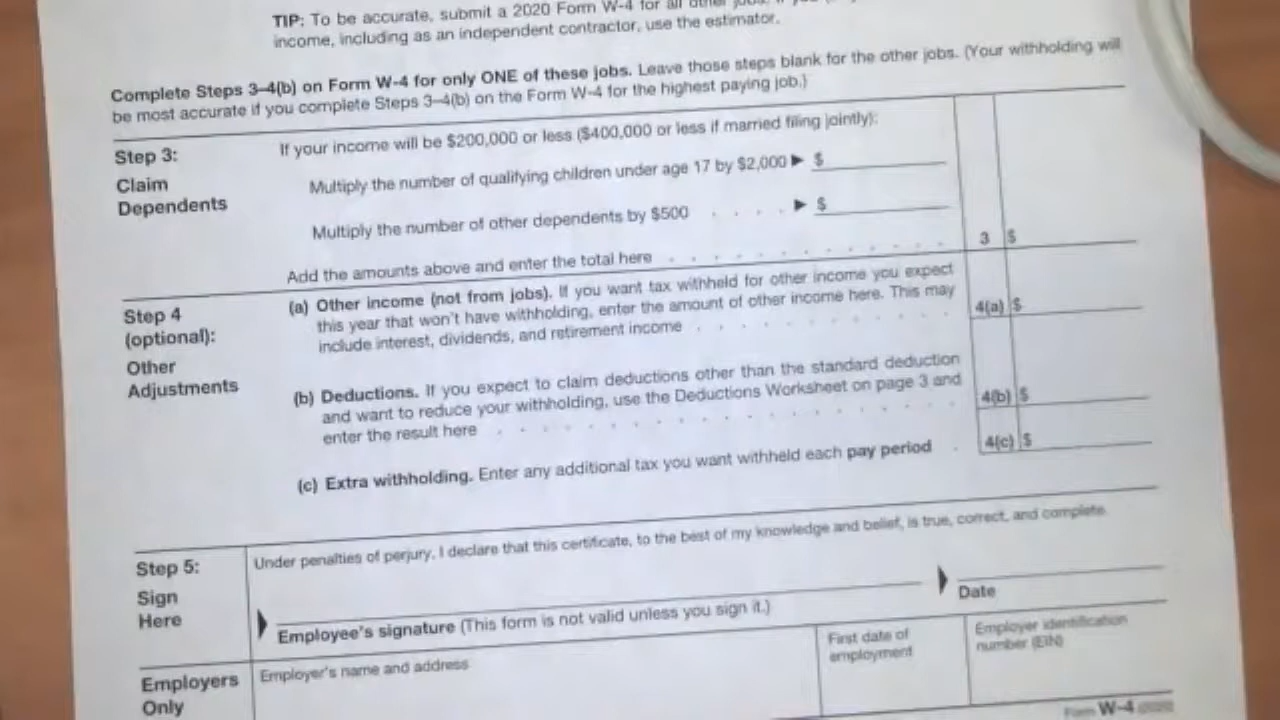 TIP: To be accurate, submit a 2020 Form W-4 for all other jobs. If you
income, including as an independent contractor, use the estimator.
Complete Steps 3–4(b) on Form W-4 for only ONE of these jobs. Leave those steps blank for the other jobs. (Your withholding will
be most accurate if you complete Steps 3–4(b) on the Form W-4 for the highest paying job.)
Step 3:
Claim
Dependents
If your income will be $200,000 or less ($400,000 or less if married filing jointly):
Multiply the number of qualifying children under age 17 by $2,000 ▶ $
Multiply the number of other dependents by $500 . . . . ▶ $
Add the amounts above and enter the total here . . . . . . . . . . . 3 $
Step 4
(optional):
Other
Adjustments
(a) Other income (not from jobs). If you want tax withheld for other income you expect
this year that won't have withholding, enter the amount of other income here. This may
include interest, dividends, and retirement income . . . . . . . . . . . 4(a) $
(b) Deductions. If you expect to claim deductions other than the standard deduction
and want to reduce your withholding, use the Deductions Worksheet on page 3 and
enter the result here . . . . . . . . . . . . . . . . . . . 4(b) $
(c) Extra withholding. Enter any additional tax you want withheld each pay period . 4(c) $
Step 5:
Sign
Here
Under penalties of perjury, I declare that this certificate, to the best of my knowledge and belief, is true, correct, and complete.
Employee's signature (This form is not valid unless you sign it.)
Date
Employers
Only
Employer's name and address
First date of
employment
Employer identification
number (EIN)
Form W-4 (2020)